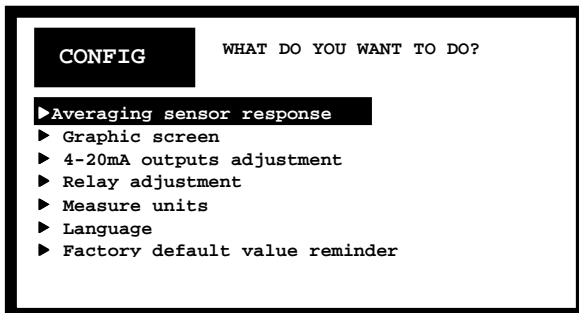 CONFIG
WHAT DO YOU WANT TO DO?
Averaging sensor response
Graphic screen
4-20mA outputs adjustment
Relay adjustment
Measure units
Language
Factory default value reminder